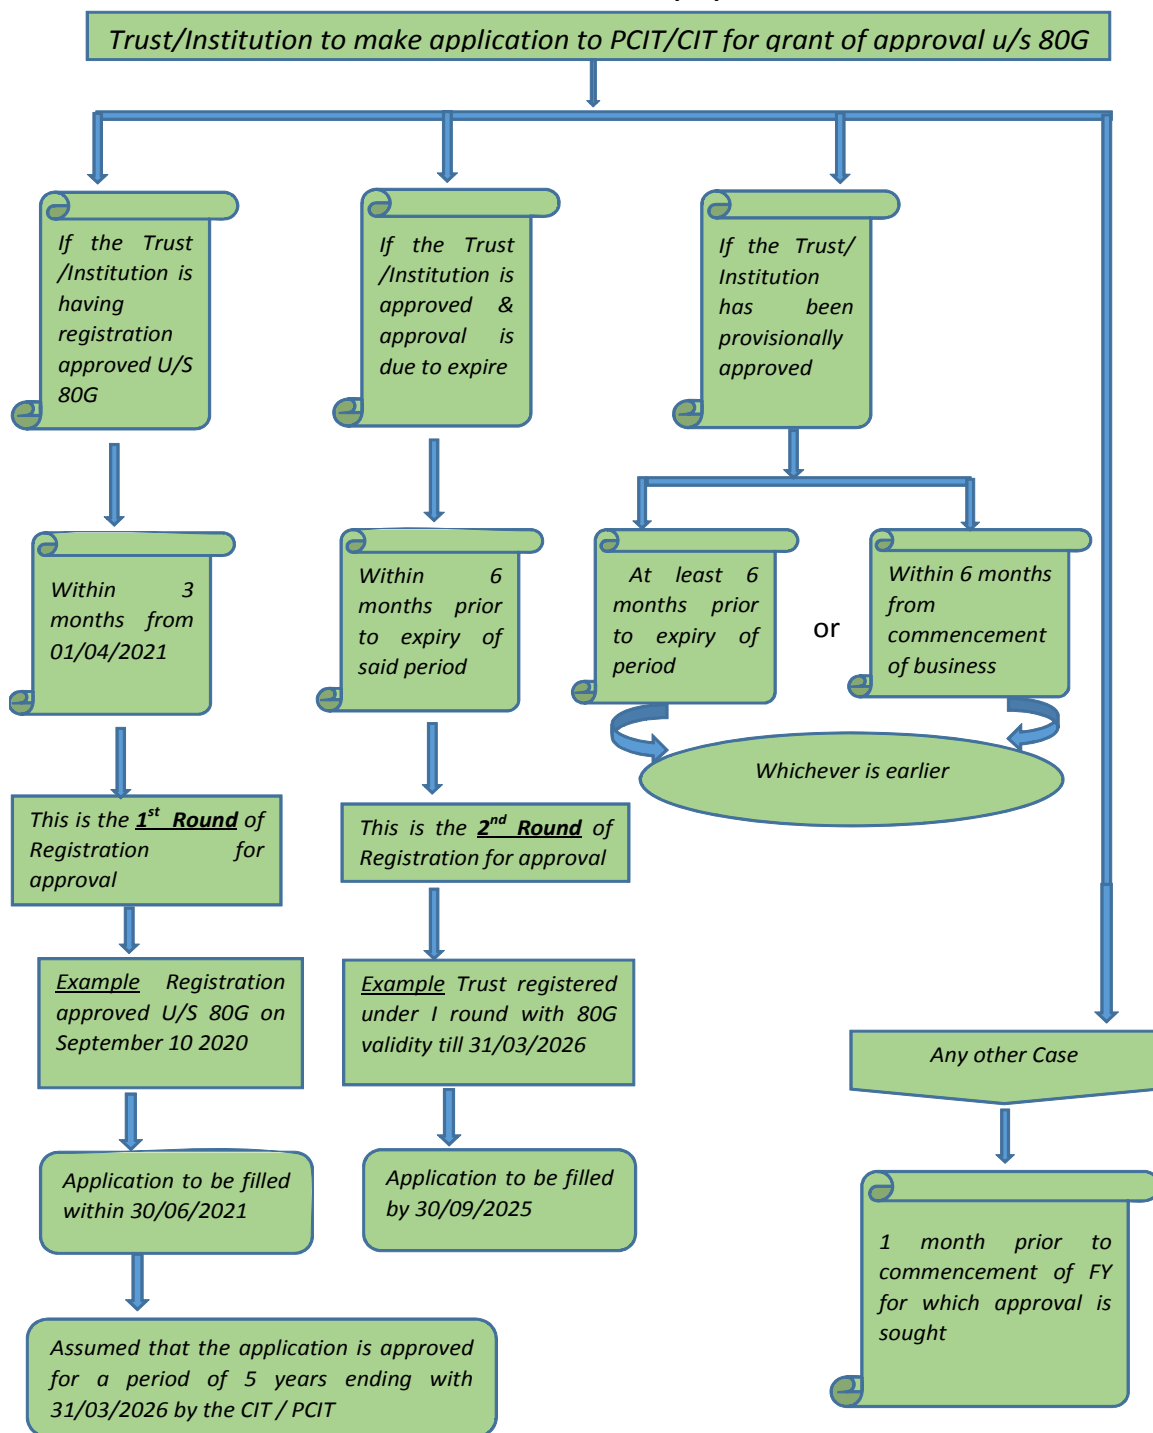 Trust/Institution to make application to PCIT/CIT for grant of approval u/s 80G
If the Trust
/Institution is
having
registration
approved U/S
80G
If the Trust
/Institution is
approved &
approval is
due to expire
If the Trust/
Institution
has been
provisionally
approved
Within 3
months from
01/04/2021
Within 6
months prior
to expiry of
said period
At least 6
months prior
to expiry of
period
or
Within 6 months
from
commencement
of business
Whichever is earlier
This is the 1st Round of
Registration for
approval
This is the 2nd Round of
Registration for approval
Example Registration
approved U/S 80G on
September 10 2020
Example Trust registered
under I round with 80G
validity till 31/03/2026
Any other Case
Application to be filled
within 30/06/2021
Application to be filled
by 30/09/2025
1 month prior to
commencement of FY
for which approval is
sought
Assumed that the application is approved
for a period of 5 years ending with
31/03/2026 by the CIT / PCIT